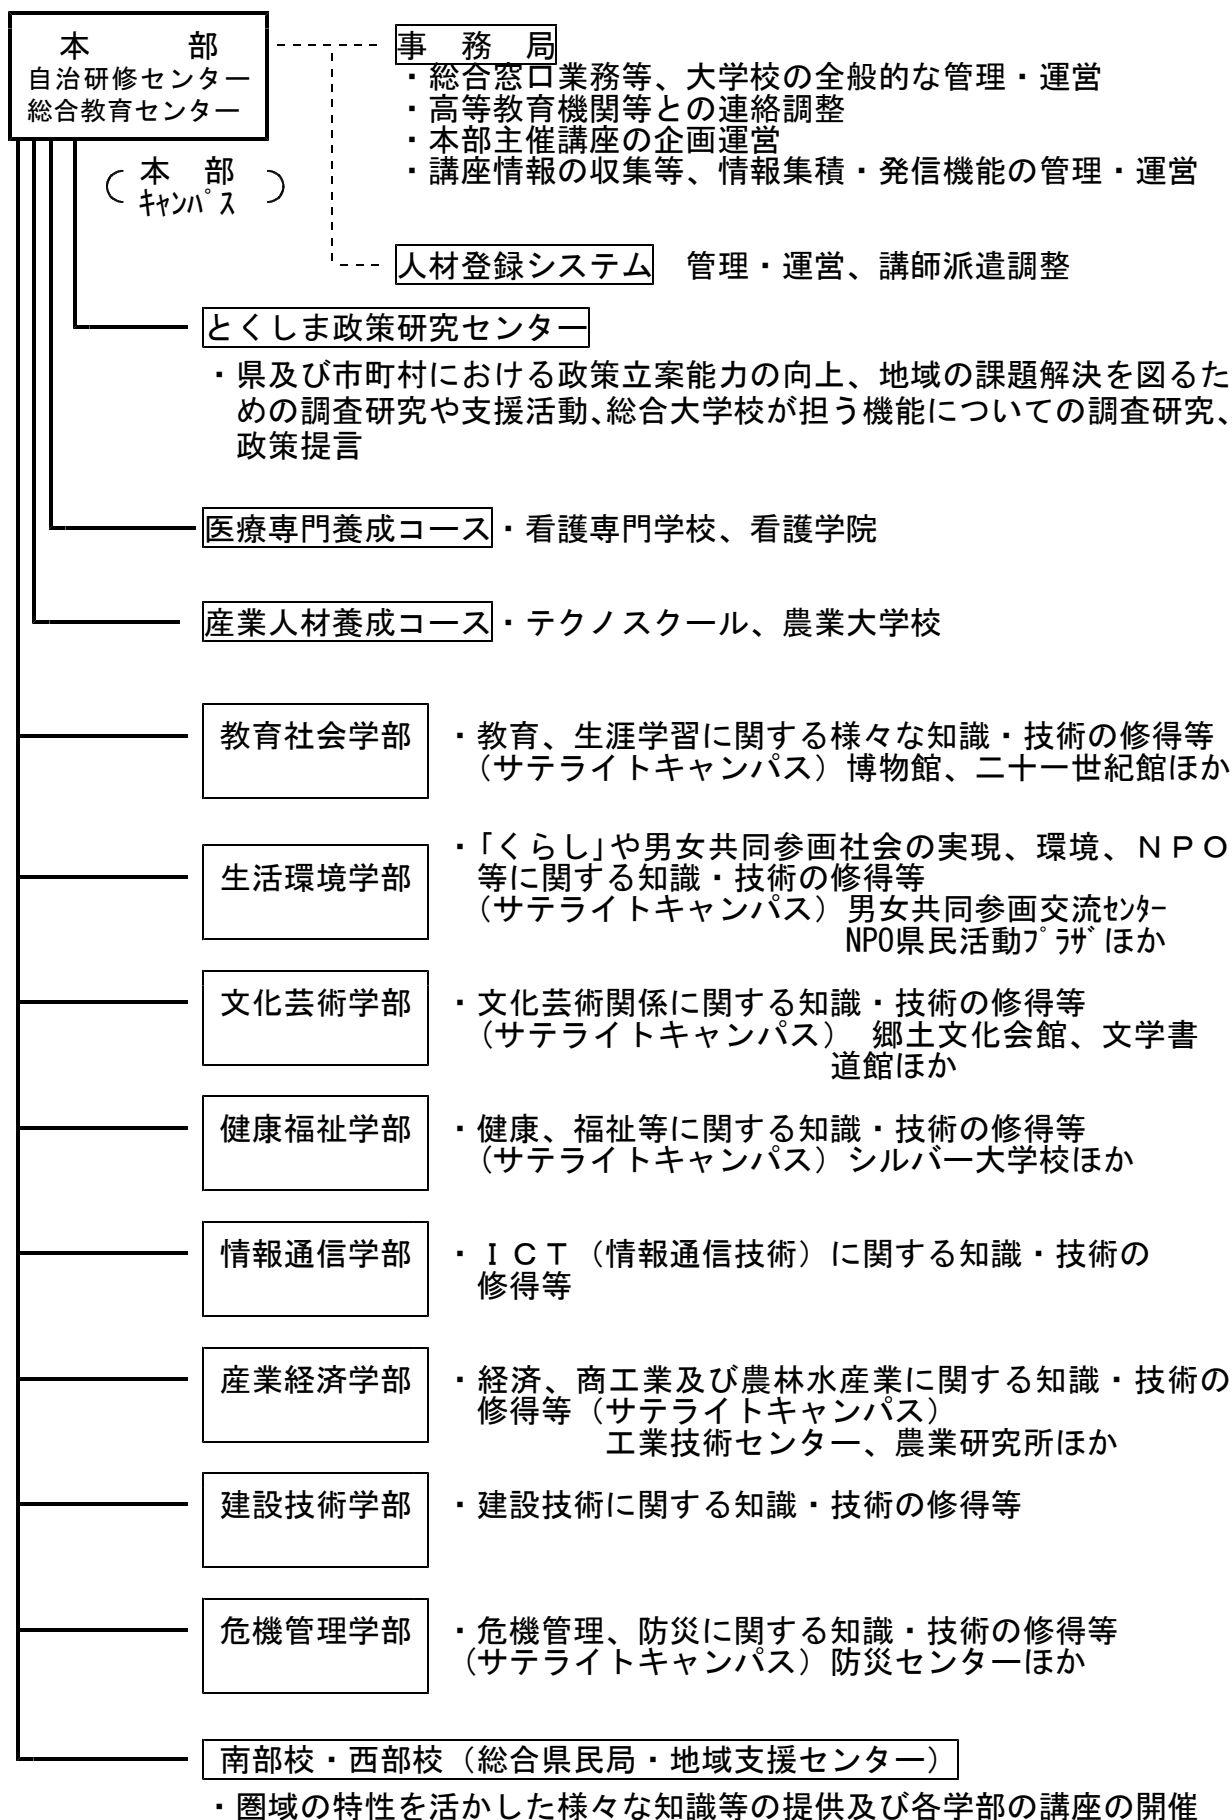 本　部
自治研修センター
総合教育センター
（本　部
キャンパス）
事　務　局
・総合窓口業務等、大学校の全般的な管理・運営
・高等教育機関等との連絡調整
・本部主催講座の企画運営
・講座情報の収集等、情報集積・発信機能の管理・運営
人材登録システム　管理・運営、講師派遣調整
とくしま政策研究センター
・県及び市町村における政策立案能力の向上、地域の課題解決を図るた
めの調査研究や支援活動、総合大学校が担う機能についての調査研究、
政策提言
医療専門養成コース・看護専門学校、看護学院
産業人材養成コース・テクノスクール、農業大学校
教育社会学部　・教育、生涯学習に関する様々な知識・技術の修得等
（サテライトキャンパス）博物館、二十一世紀館ほか
・「くらし」や男女共同参画社会の実現、環境、ＮＰＯ
生活環境学部　等に関する知識・技術の修得等
（サテライトキャンパス）男女共同参画交流ｾﾝﾀｰ
NPO県民活動ﾌﾟﾗｻﾞほか
文化芸術学部　・文化芸術関係に関する知識・技術の修得等
（サテライトキャンパス）　郷土文化会館、文学書
道館ほか
健康福祉学部　・健康、福祉等に関する知識・技術の修得等
（サテライトキャンパス）シルバー大学校ほか
情報通信学部　・ＩＣＴ（情報通信技術）に関する知識・技術の
修得等
産業経済学部　・経済、商工業及び農林水産業に関する知識・技術の
修得等（サテライトキャンパス）
工業技術センター、農業研究所ほか
建設技術学部　・建設技術に関する知識・技術の修得等
危機管理学部　・危機管理、防災に関する知識・技術の修得等
（サテライトキャンパス）防災センターほか
南部校・西部校（総合県民局・地域支援センター）
・圏域の特性を活かした様々な知識等の提供及び各学部の講座の開催